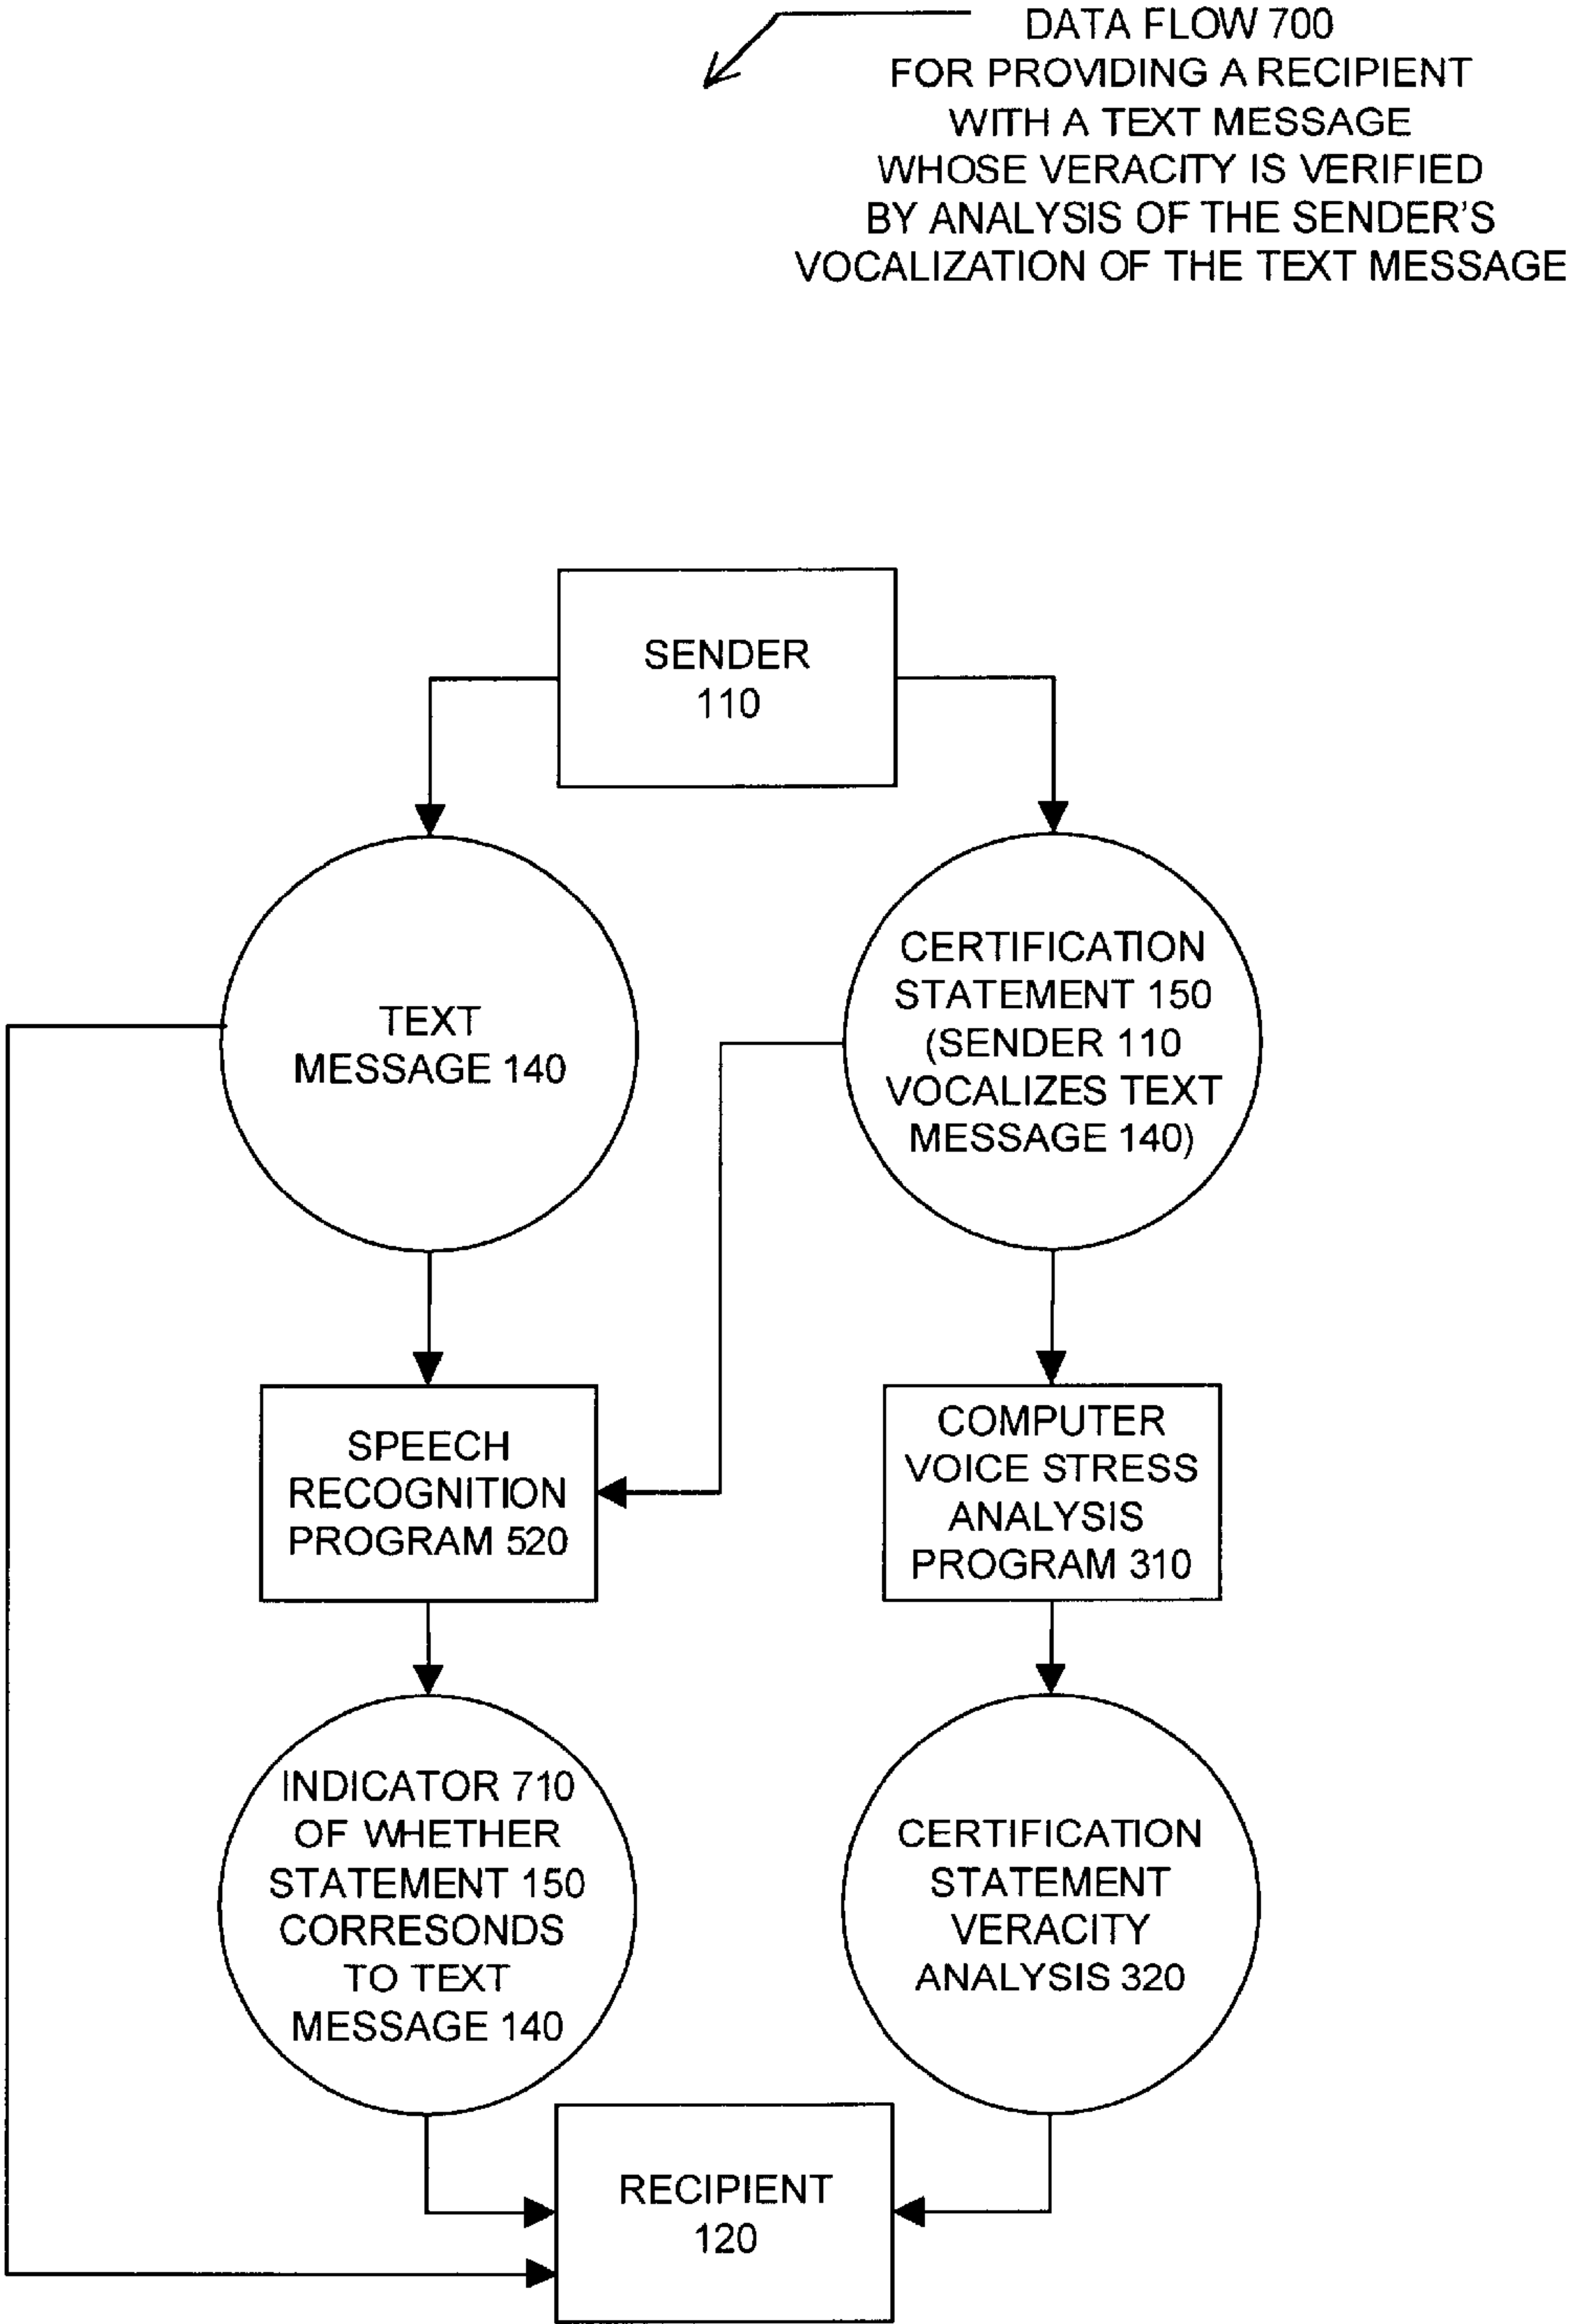 DATA FLOW 700
FOR PROVIDING A RECIPIENT
WITH A TEXT MESSAGE
WHOSE VERACITY IS VERIFIED
BY ANALYSIS OF THE SENDER'S
VOCALIZATION OF THE TEXT MESSAGE
SENDER
110
TEXT
MESSAGE 140
CERTIFICATION
STATEMENT 150
(SENDER 110
VOCALIZES TEXT
MESSAGE 140)
SPEECH
RECOGNITION
PROGRAM 520
COMPUTER
VOICE STRESS
ANALYSIS
PROGRAM 310
INDICATOR 710
OF WHETHER
STATEMENT 150
CORRESONDS
TO TEXT
MESSAGE 140
CERTIFICATION
STATEMENT
VERACITY
ANALYSIS 320
RECIPIENT
120